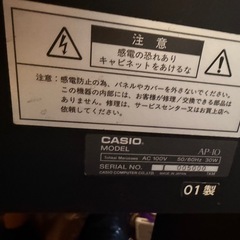 注意
感電の恐れあり
キャビネットをあけるな
注意:感電防止の為、パネルやカバーを外さないでください。
この機器の内部には、お客様が修理、交換できる部品は
ありません。修理は、サービスセンター又はお買上げ店
へ依頼してください。
CASIO
MODEL AP-10
AC 100V 50/60Hz 30W
SERIAL NO. 005000
CASIO COMPUTER CO.,LTD.
01製